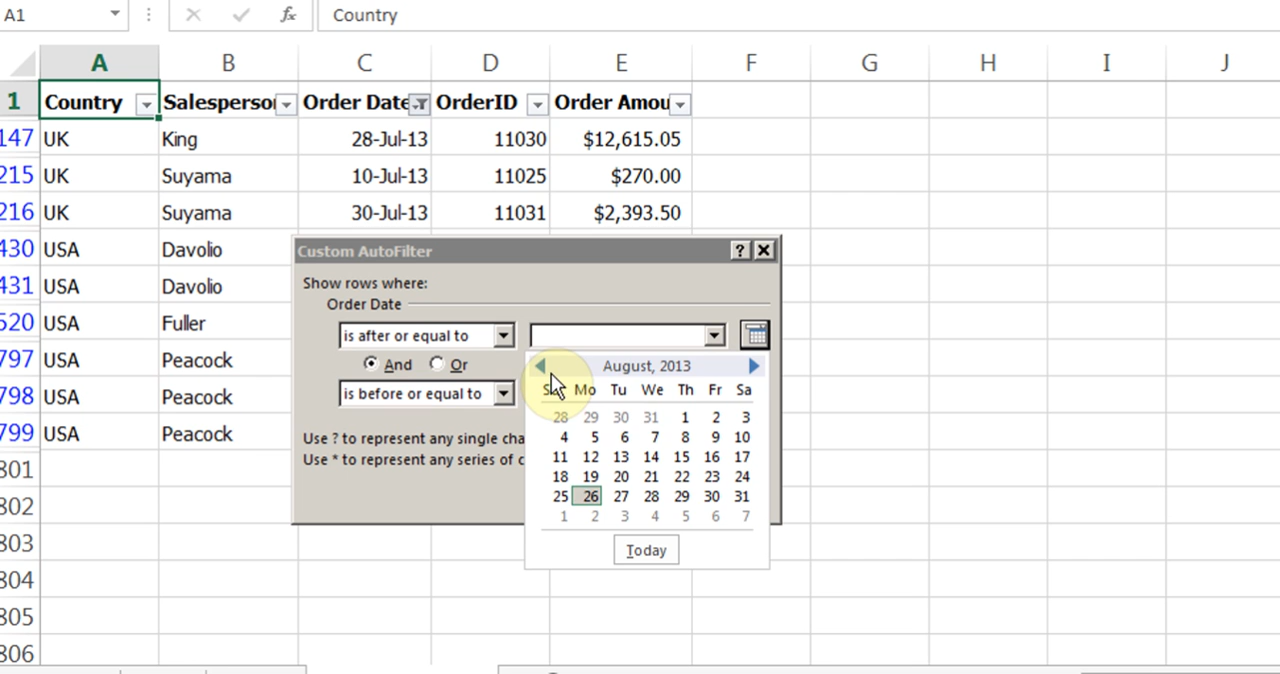 A1 fx Country
A B C D E F G H I J
1 Country Salesperso Order Date OrderID Order Amou
147 UK King 28-Jul-13 11030 $12,615.05
215 UK Suyama 10-Jul-13 11025 $270.00
216 UK Suyama 30-Jul-13 11031 $2,393.50
430 USA Davolio
431 USA Davolio
520 USA Fuller
797 USA Peacock
798 USA Peacock
799 USA Peacock
801
802
803
804
805
806
Custom AutoFilter ?
Show rows where:
Order Date
is after or equal to
And Or
is before or equal to
Use ? to represent any single cha
Use * to represent any series of c
August, 2013
Mo Tu We Th Fr Sa
28 29 30 31 1 2 3
4 5 6 7 8 9 10
11 12 13 14 15 16 17
18 19 20 21 22 23 24
25 26 27 28 29 30 31
1 2 3 4 5 6 7
Today